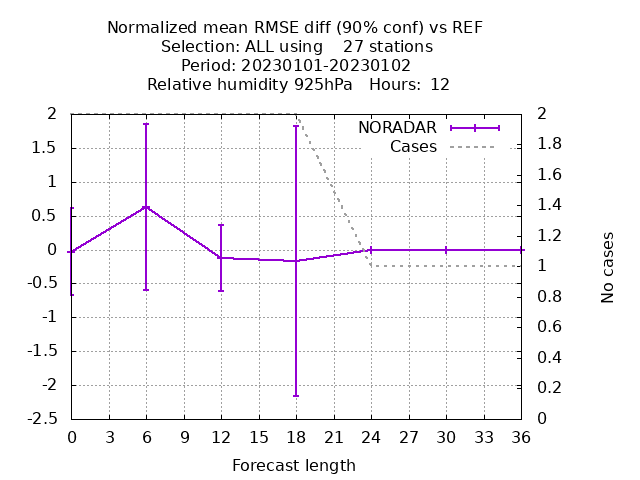 Normalized mean RMSE diff (90% conf) vs REF
Selection: ALL using    27 stations
Period: 20230101-20230102
Relative humidity 925hPa   Hours:  12
NORADAR
Cases
2
1.5
1
0.5
0
-0.5
-1
-1.5
-2
-2.5
2
1.8
1.6
1.4
1.2
1
0.8
0.6
0.4
0.2
0
No cases
0 3 6 9 12 15 18 21 24 27 30 33 36
Forecast length